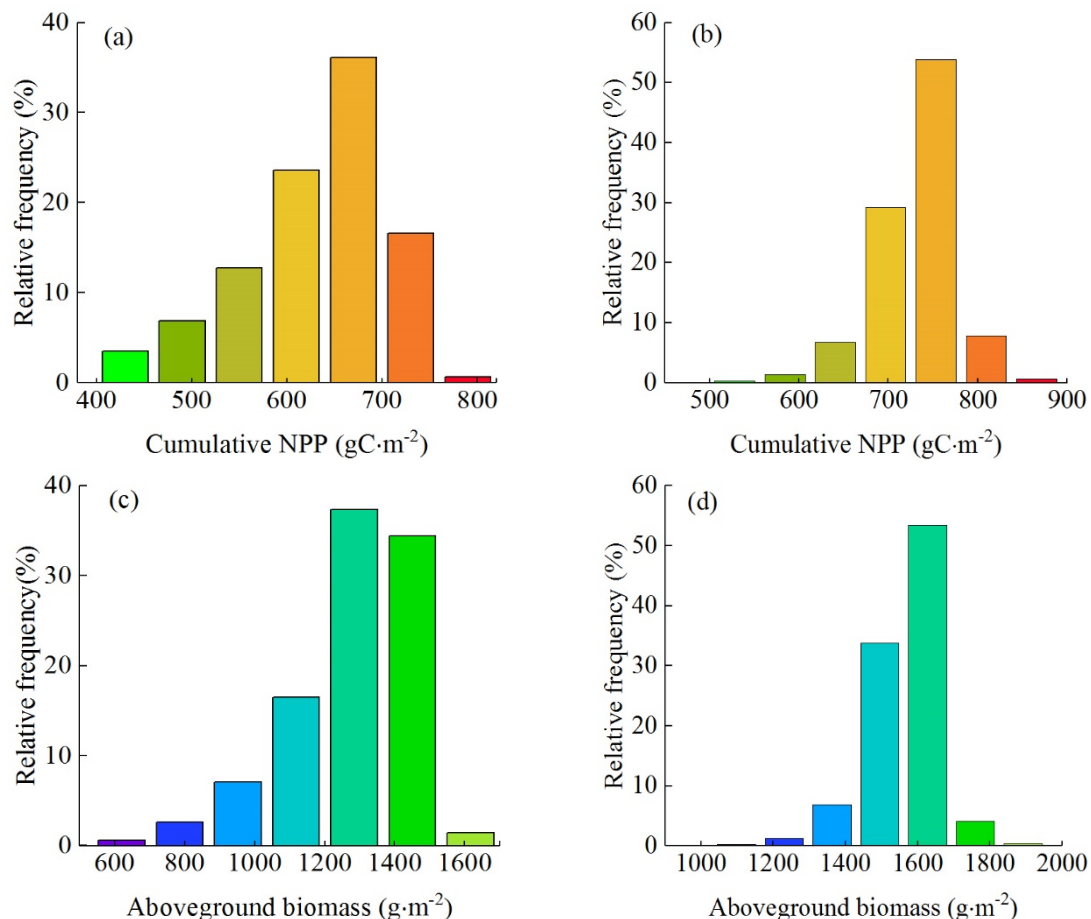 (a)
Relative frequency (%)
40
30
20
10
0
400 500 600 700 800
Cumulative NPP (gC·m⁻²)
(b)
Relative frequency (%)
60
50
40
30
20
10
0
500 600 700 800 900
Cumulative NPP (gC·m⁻²)
(c)
Relative frequency(%)
40
30
20
10
0
600 800 1000 1200 1400 1600
Aboveground biomass (g·m⁻²)
(d)
Relative frequency (%)
60
50
40
30
20
10
0
1000 1200 1400 1600 1800 2000
Aboveground biomass (g·m⁻²)